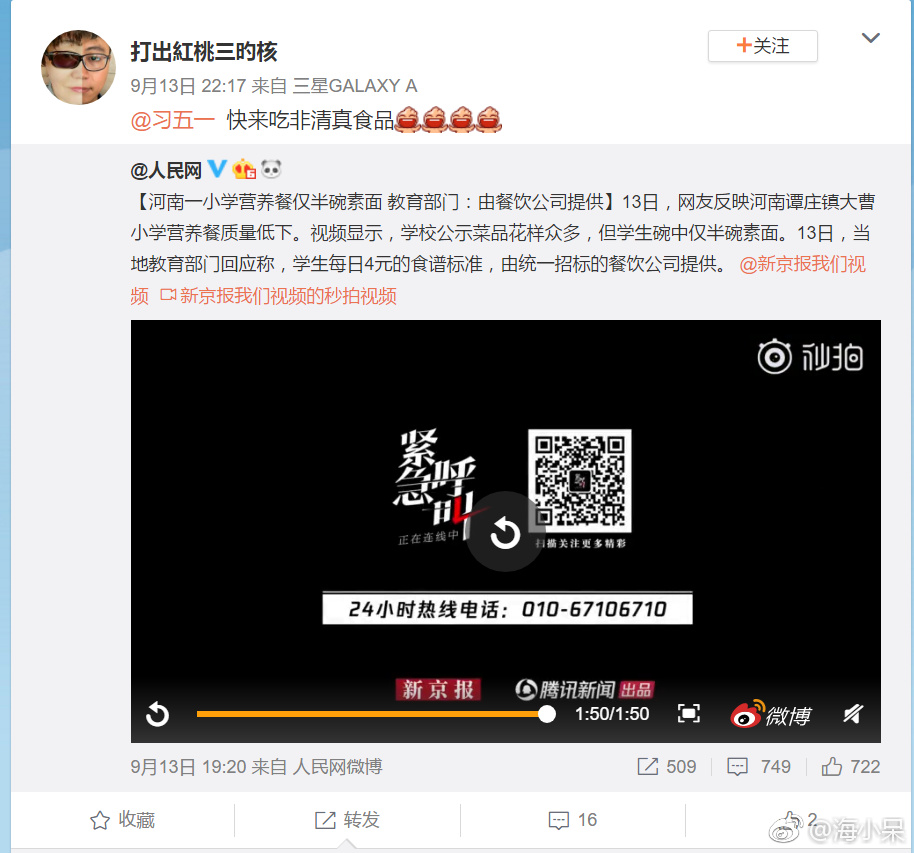 打出紅桃三旳核
+关注
9月13日 22:17 来自 三星GALAXY A
@习五一 快来吃非清真食品
@人民网
【河南一小学营养餐仅半碗素面 教育部门：由餐饮公司提供】13日，网友反映河南谭庄镇大曹
小学营养餐质量低下。视频显示，学校公示菜品花样众多，但学生碗中仅半碗素面。13日，当
地教育部门回应称，学生每日4元的食谱标准，由统一招标的餐饮公司提供。 @新京报我们视
频 新京报我们视频的秒拍视频
秒拍
紧急呼叫
正在连线中
扫描关注更多精彩
24小时热线电话：010-67106710
新京报 腾讯新闻 出品
1:50/1:50 微博
9月13日 19:20 来自 人民网微博 509 749 722
收藏 转发 16 2
@海小呆